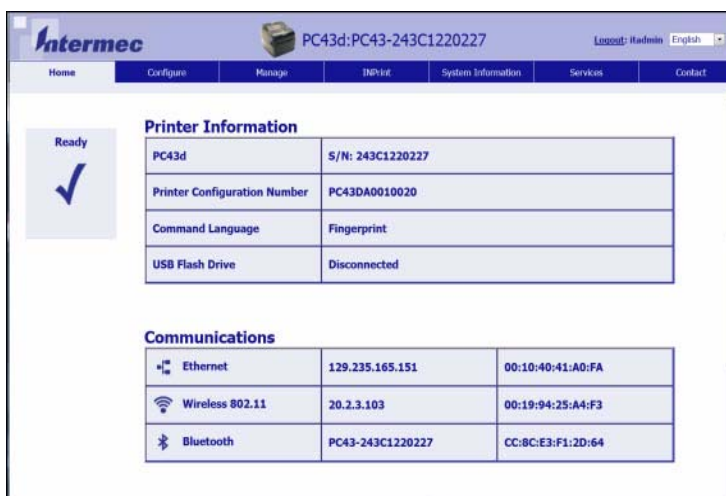 Intermec
PC43d:PC43-243C1220227
Logout: itadmin English
Home Configure Manage INPrint System Information Services Contact
Ready
Printer Information
PC43d S/N: 243C1220227
Printer Configuration Number PC43DA0010020
Command Language Fingerprint
USB Flash Drive Disconnected
Communications
Ethernet 129.235.165.151 00:10:40:41:A0:FA
Wireless 802.11 20.2.3.103 00:19:94:25:A4:F3
Bluetooth PC43-243C1220227 CC:8C:E3:F1:2D:64